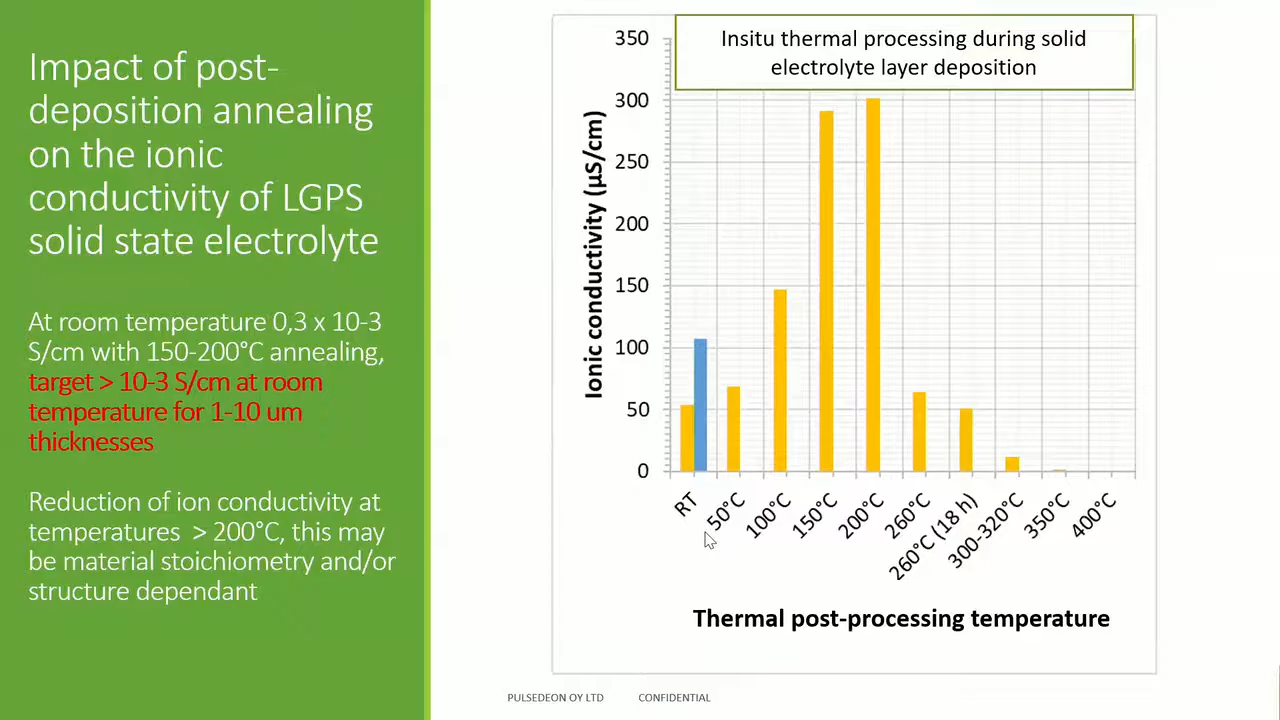 Impact of post-
deposition annealing
on the ionic
conductivity of LGPS
solid state electrolyte
At room temperature 0,3 x 10-3
S/cm with 150-200°C annealing,
target > 10-3 S/cm at room
temperature for 1-10 um
thicknesses
Reduction of ion conductivity at
temperatures > 200°C, this may
be material stoichiometry and/or
structure dependant
Insitu thermal processing during solid
electrolyte layer deposition
Ionic conductivity (µS/cm)
350
300
250
200
150
100
50
0
RT
50°C
100°C
150°C
200°C
260°C
260°C (18 h)
300-320°C
350°C
400°C
Thermal post-processing temperature
PULSEDEON OY LTD
CONFIDENTIAL